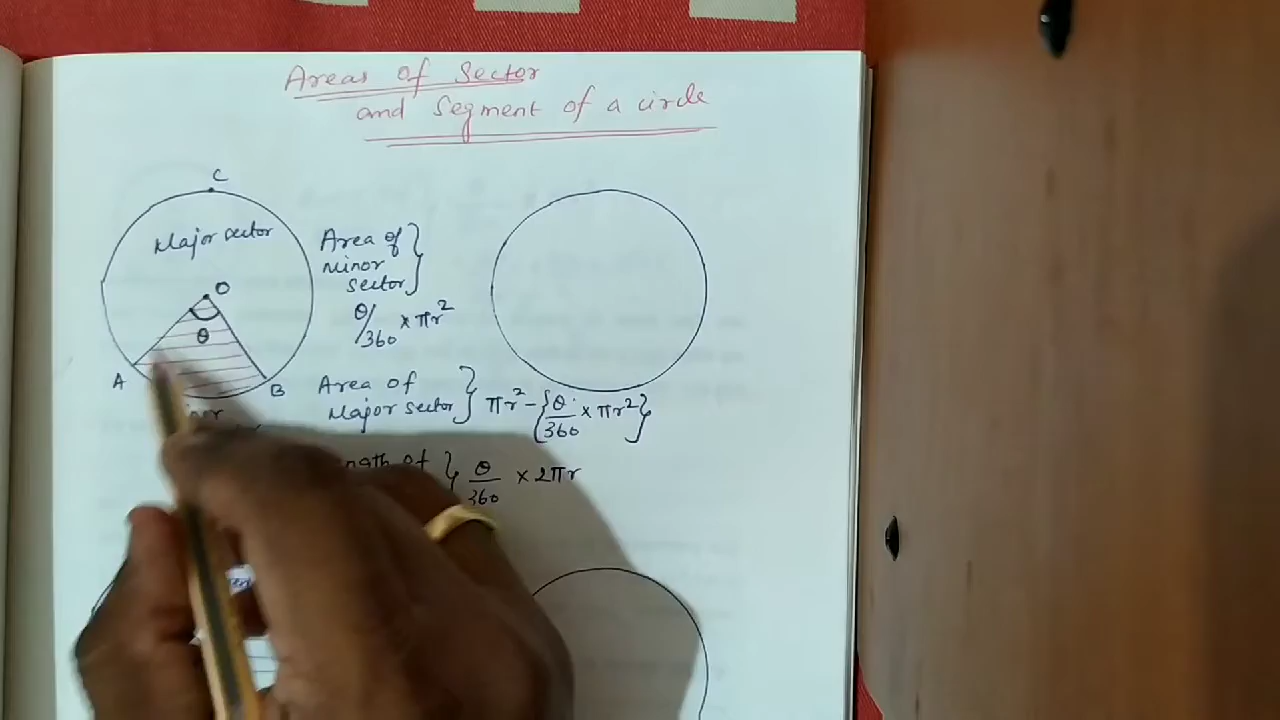 Areas of Sector
and Segment of a circle
C
Major sector
O
θ
A
B
Area of
Minor
sector }
θ/360 × πr²
Area of
Major sector } πr² - {θ/360 × πr²}
of } θ/360 × 2πr